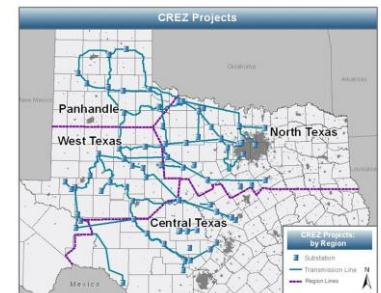 CREZ Projects
Oklahoma
Arkansas
New Mexico
Panhandle
North Texas
West Texas
Louisiana
Central Texas
CREZ Projects
by Region
Substation
Transmission Line
N
Region Lines
Mexico